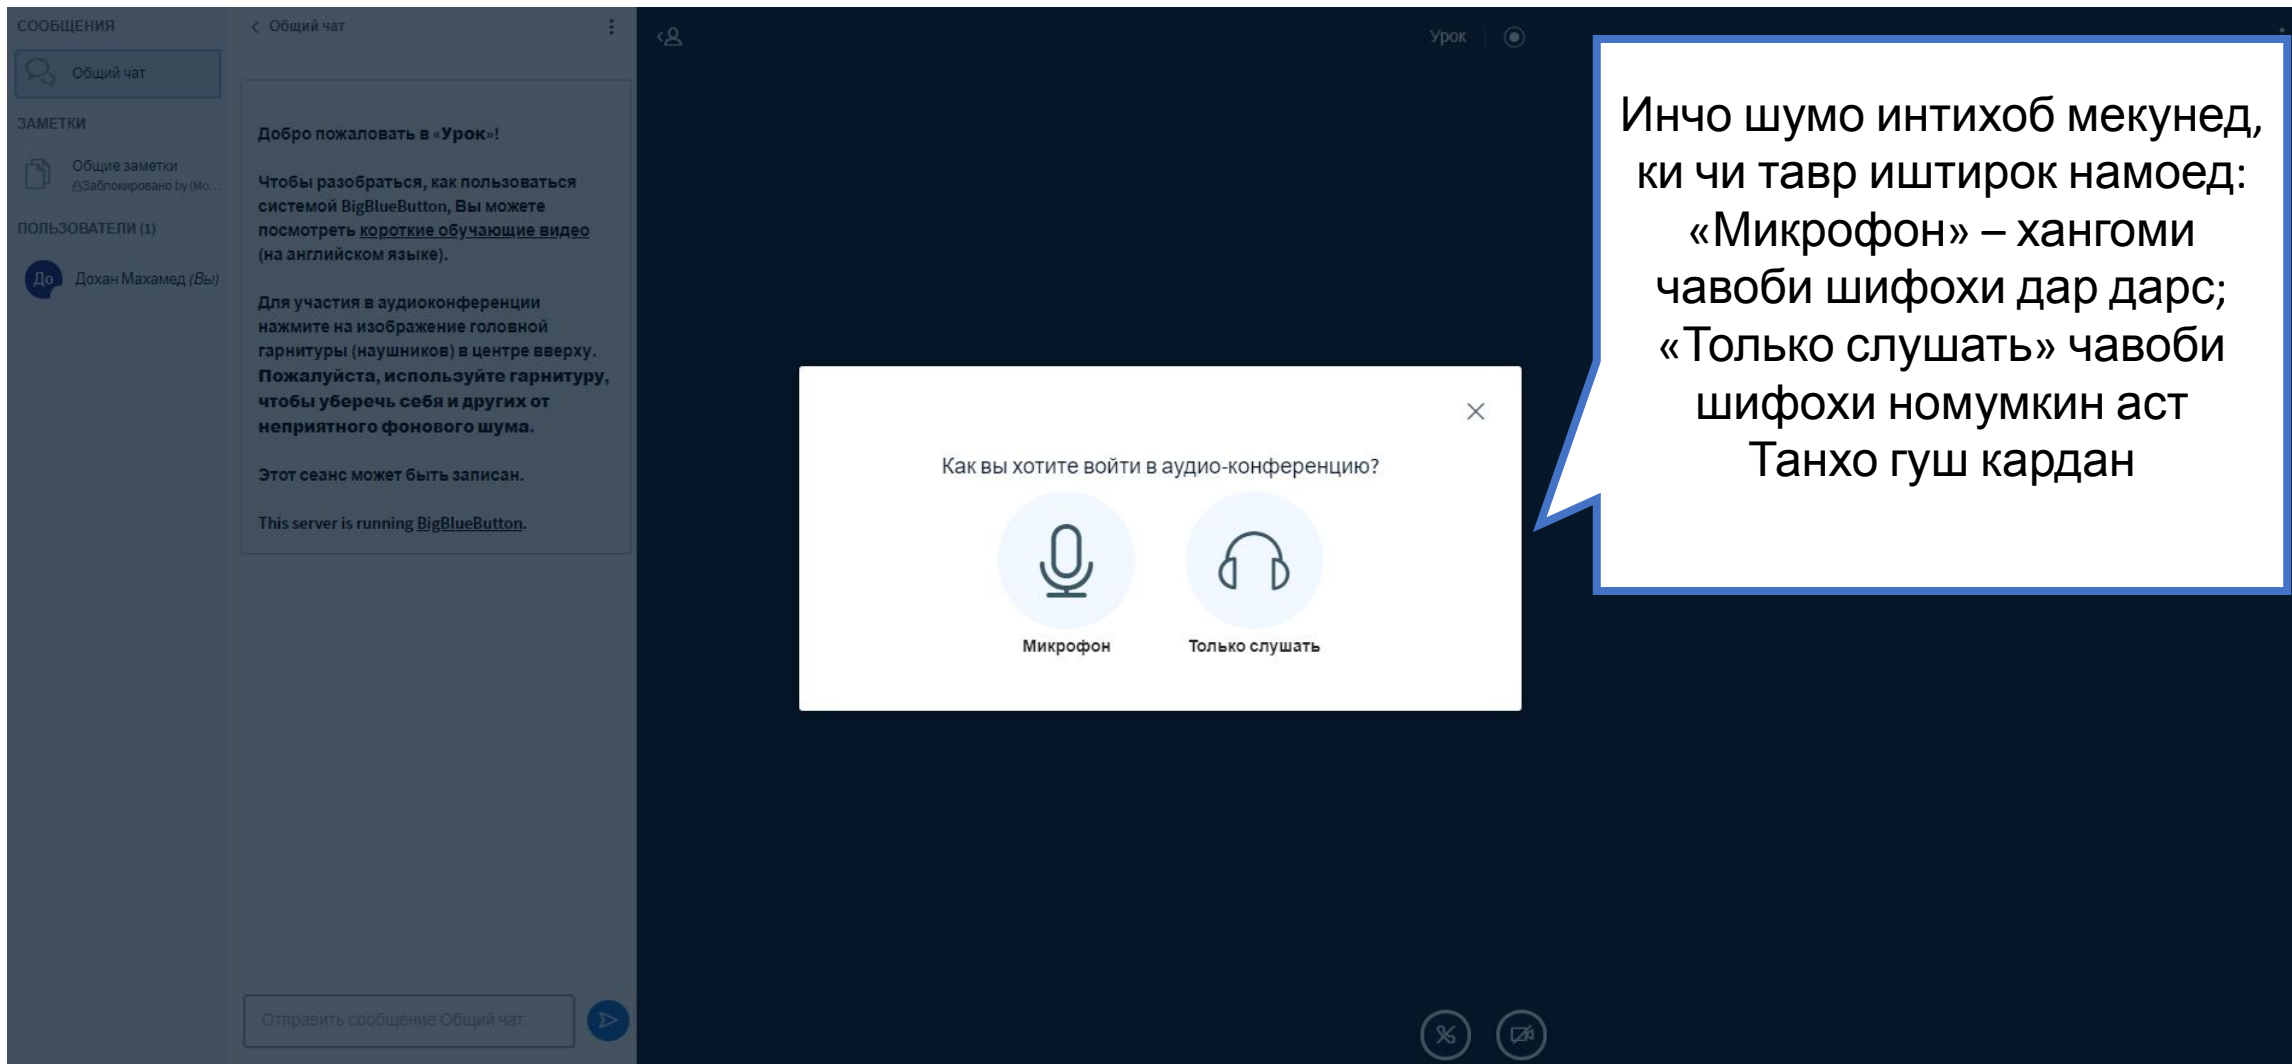 СООБЩЕНИЯ
Общий чат
ЗАМЕТКИ
Общие заметки
Заблокировано by (Мо...
ПОЛЬЗОВАТЕЛИ (1)
До
Дохан Махамед (Вы)
Общий чат
Добро пожаловать в «Урок»!
Чтобы разобраться, как пользоваться
системой BigBlueButton, Вы можете
посмотреть короткие обучающие видео
(на английском языке).
Для участия в аудиоконференции
нажмите на изображение головной
гарнитуры (наушников) в центре вверху.
Пожалуйста, используйте гарнитуру,
чтобы уберечь себя и других от
неприятного фонового шума.
Этот сеанс может быть записан.
This server is running BigBlueButton.
Отправить сообщение Общий чат
Урок
Как вы хотите войти в аудио-конференцию?
Микрофон
Только слушать
Инчо шумо интихоб мекунед,
ки чи тавр иштирок намоед:
«Микрофон» – хангоми
чавоби шифохи дар дарс;
«Только слушать» чавоби
шифохи номумкин аст
Танхо гуш кардан